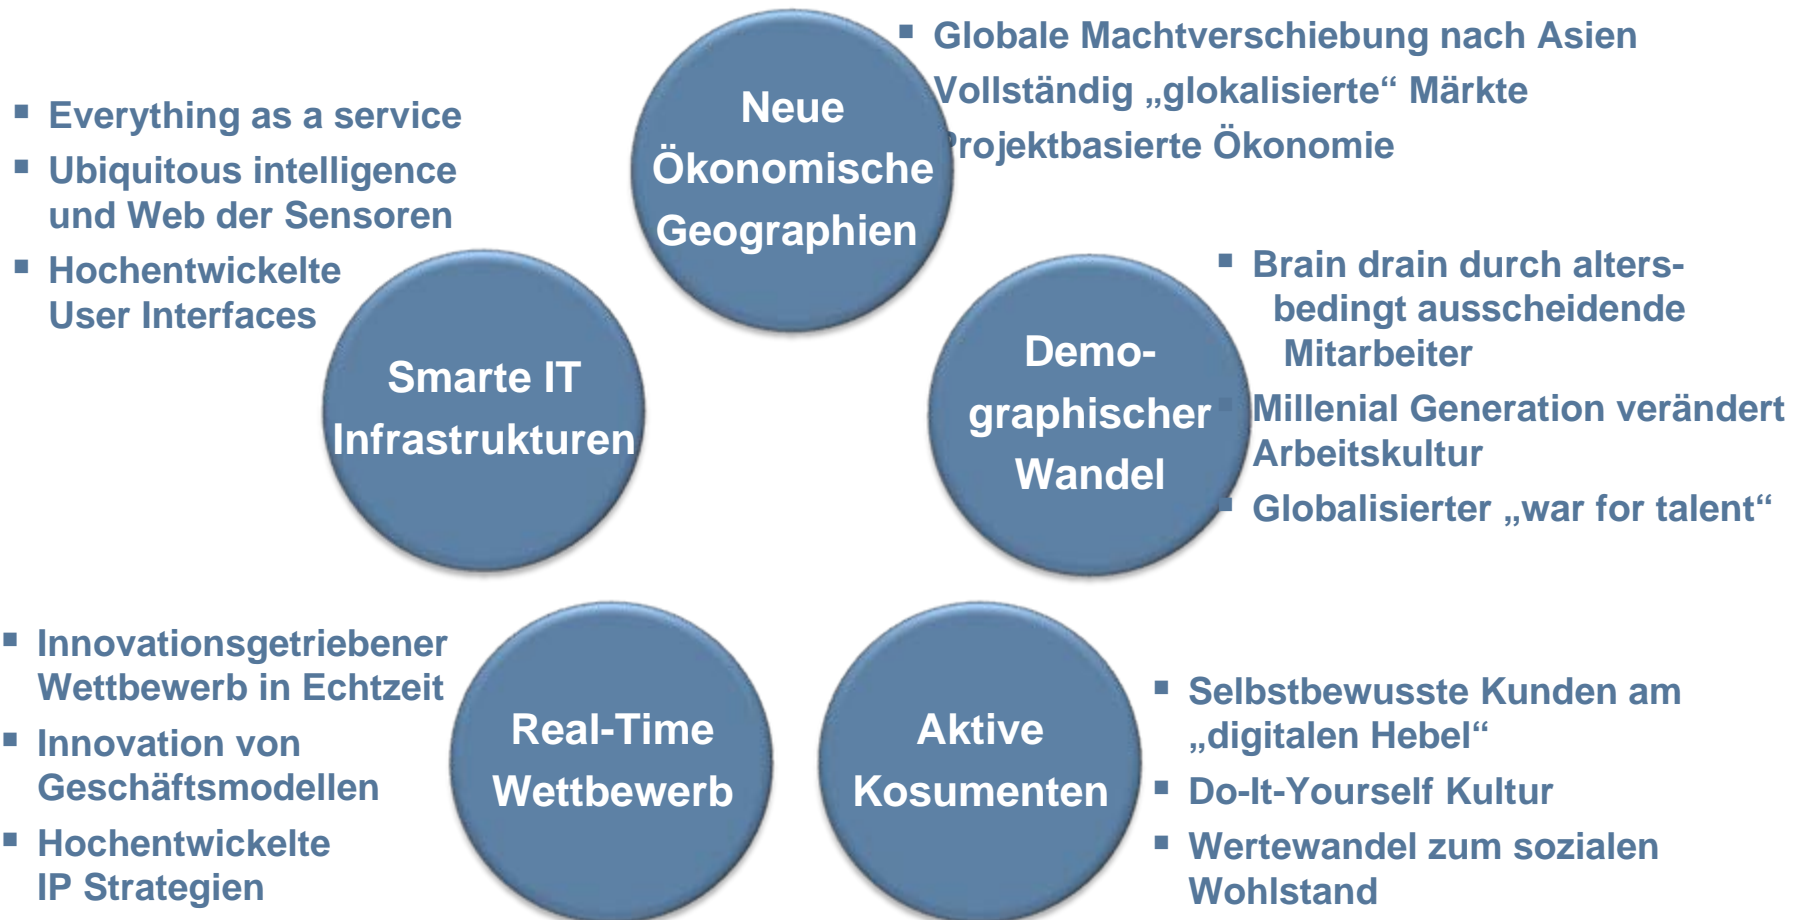 Neue
Ökonomische
Geographien
▪ Globale Machtverschiebung nach Asien
Vollständig „glokalisierte“ Märkte
Projektbasierte Ökonomie
Demo-
graphischer
Wandel
▪ Brain drain durch alters-
bedingt ausscheidende
Mitarbeiter
▪ Millenial Generation verändert
Arbeitskultur
▪ Globalisierter „war for talent“
Aktive
Kosumenten
▪ Selbstbewusste Kunden am
„digitalen Hebel“
▪ Do-It-Yourself Kultur
▪ Wertewandel zum sozialen
Wohlstand
Real-Time
Wettbewerb
▪ Innovationsgetriebener
Wettbewerb in Echtzeit
▪ Innovation von
Geschäftsmodellen
▪ Hochentwickelte
IP Strategien
Smarte IT
Infrastrukturen
▪ Everything as a service
▪ Ubiquitous intelligence
und Web der Sensoren
▪ Hochentwickelte
User Interfaces